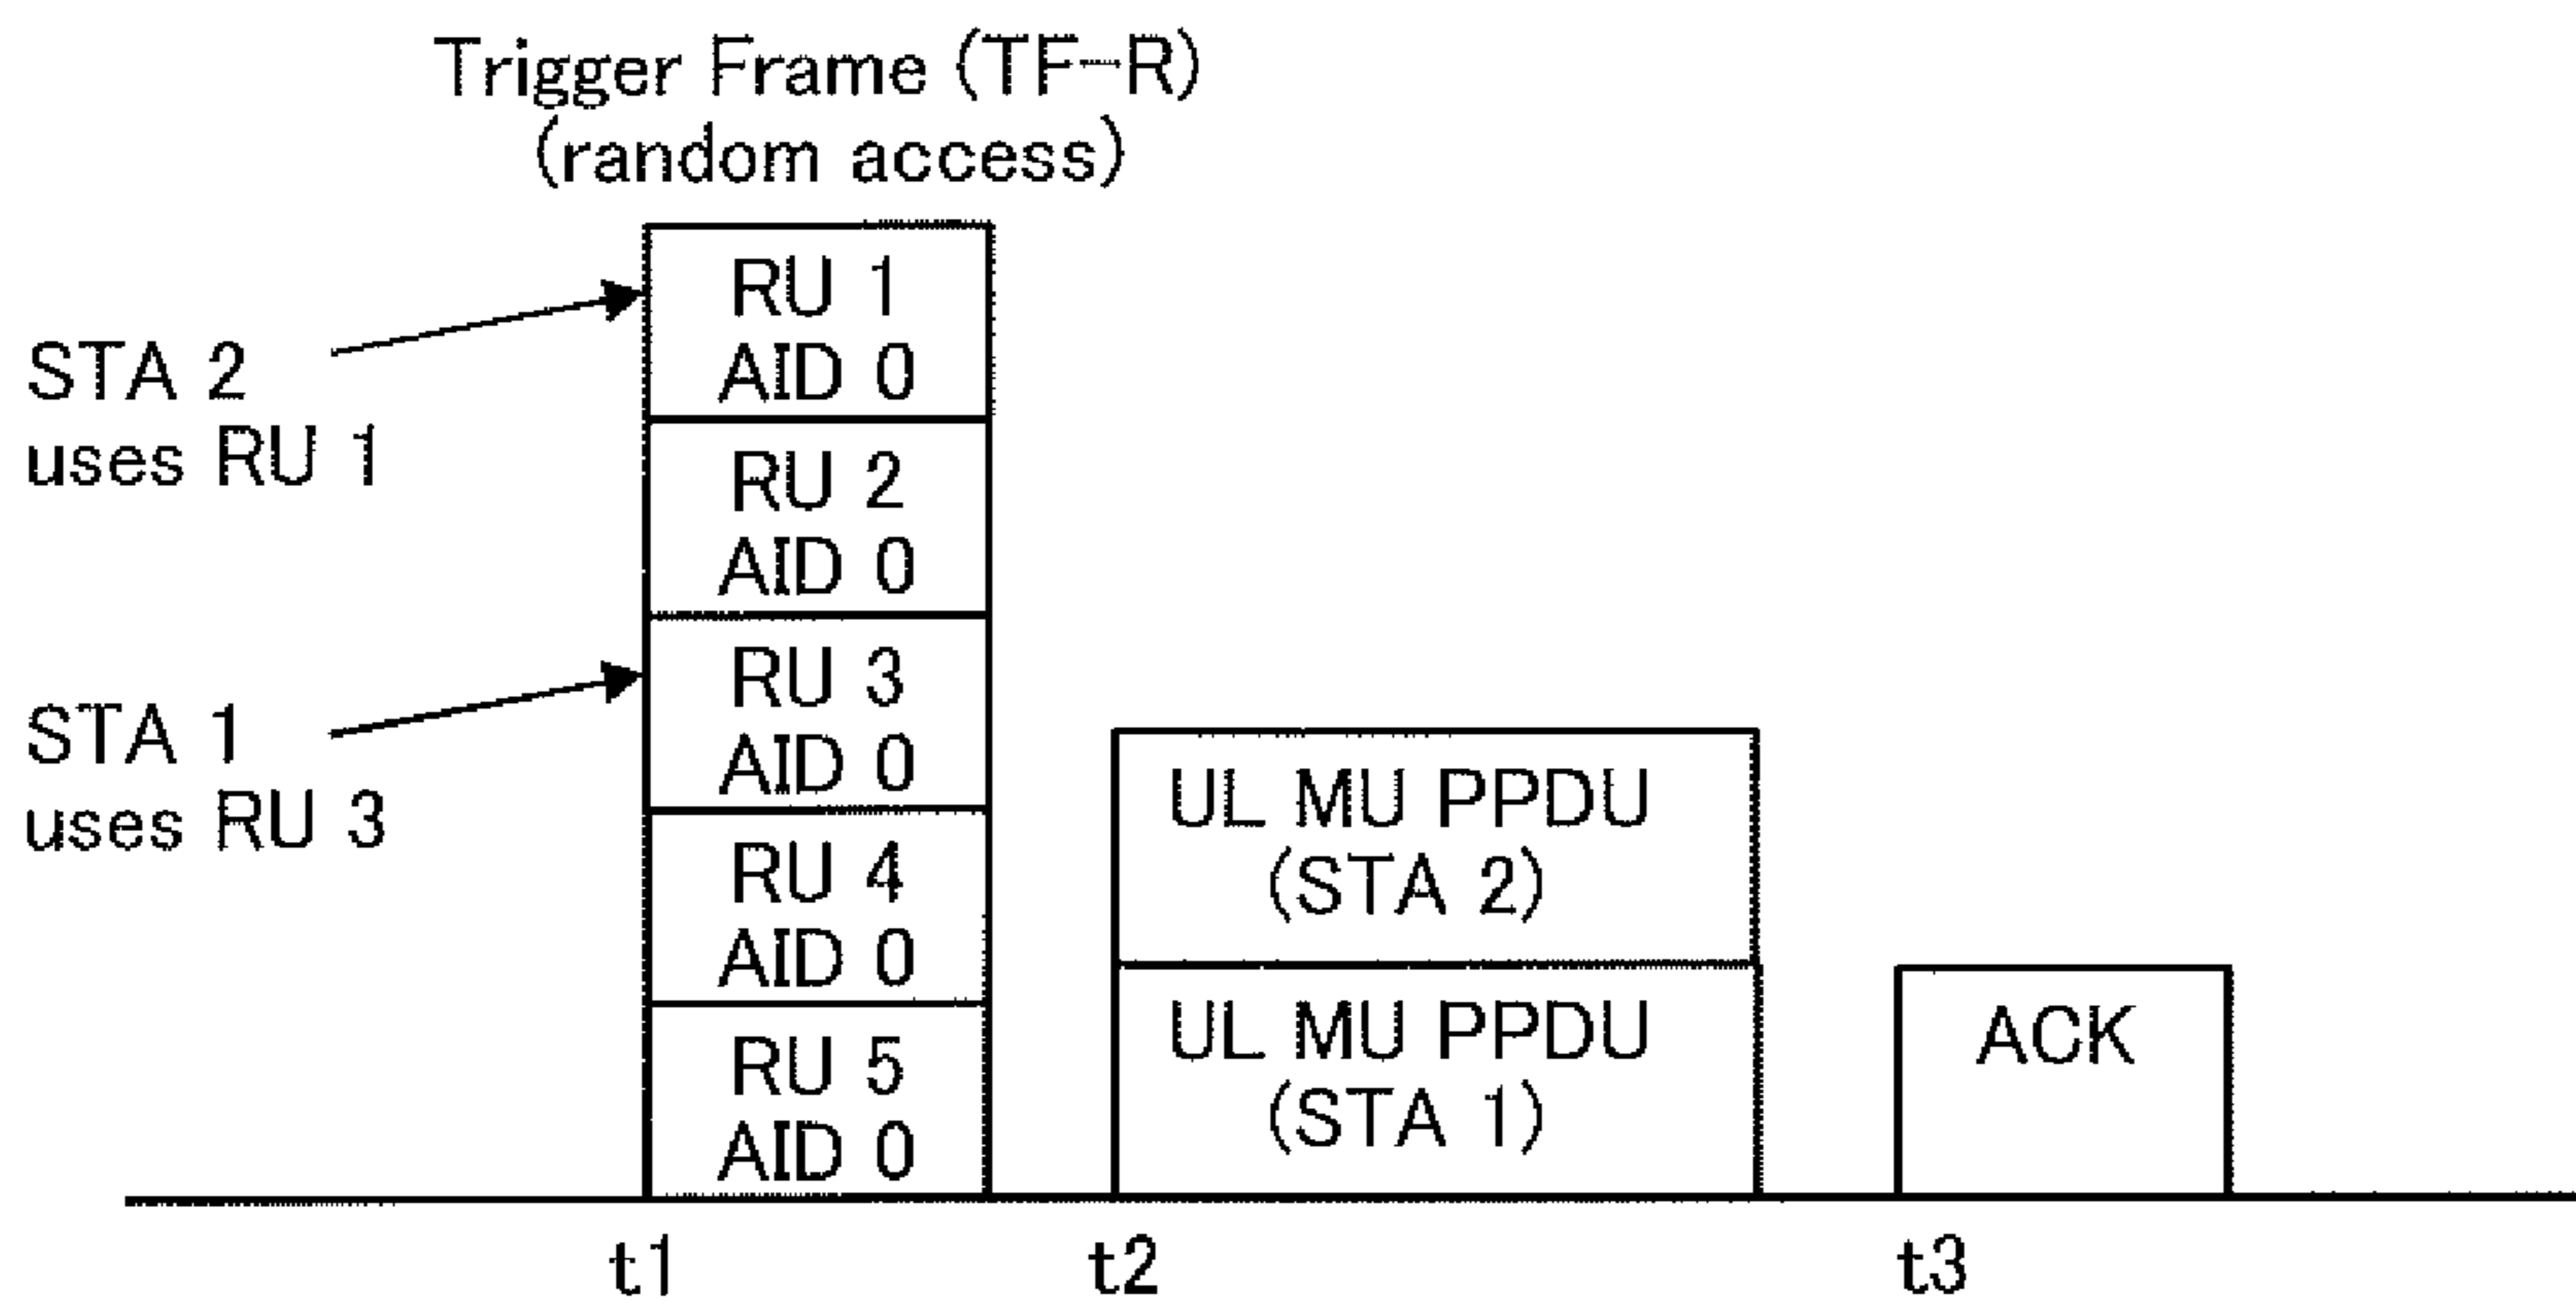 Trigger Frame (TF-R)
(random access)
STA 2
uses RU 1
STA 1
uses RU 3
RU 1
AID 0
RU 2
AID 0
RU 3
AID 0
RU 4
AID 0
RU 5
AID 0
UL MU PPDU
(STA 2)
UL MU PPDU
(STA 1)
ACK
t1
t2
t3